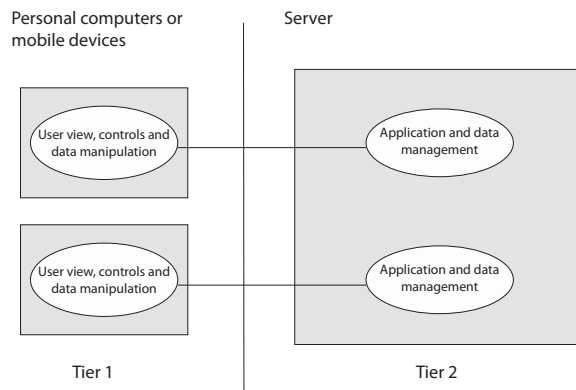 Personal computers or
mobile devices
Server
User view, controls and
data manipulation
Application and data
management
User view, controls and
data manipulation
Application and data
management
Tier 1
Tier 2